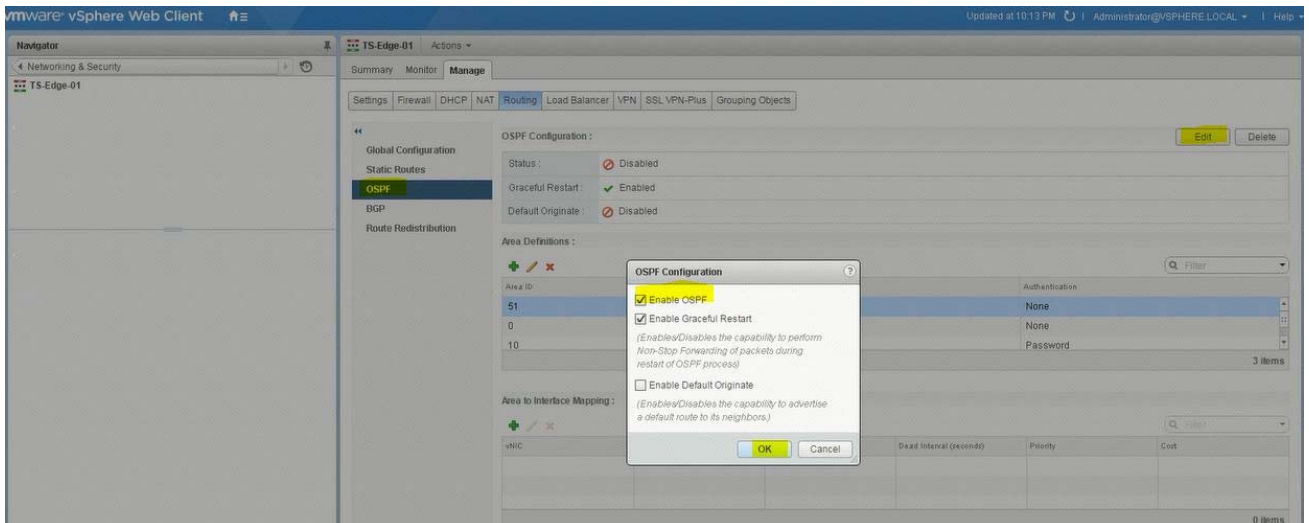 vmware® vSphere Web Client
Updated at 10:13 PM | Administrator@VSPHERE.LOCAL | Help
Navigator
Networking & Security
TS-Edge-01
TS-Edge-01 Actions
Summary Monitor Manage
Settings Firewall DHCP NAT Routing Load Balancer VPN SSL VPN-Plus Grouping Objects
Global Configuration
Static Routes
OSPF
BGP
Route Redistribution
OSPF Configuration :
Edit Delete
Status : Disabled
Graceful Restart : Enabled
Default Originate : Disabled
Area Definitions :
Filter
Area ID Authentication
51 None
0 None
10 Password
3 items
Area to Interface Mapping :
Filter
vNIC Dead Interval (seconds) Priority Cost
0 items
OSPF Configuration ?
Enable OSPF
Enable Graceful Restart
(Enables/Disables the capability to perform
Non-Stop Forwarding of packets during
restart of OSPF process)
Enable Default Originate
(Enables/Disables the capability to advertise
a default route to its neighbors.)
OK Cancel